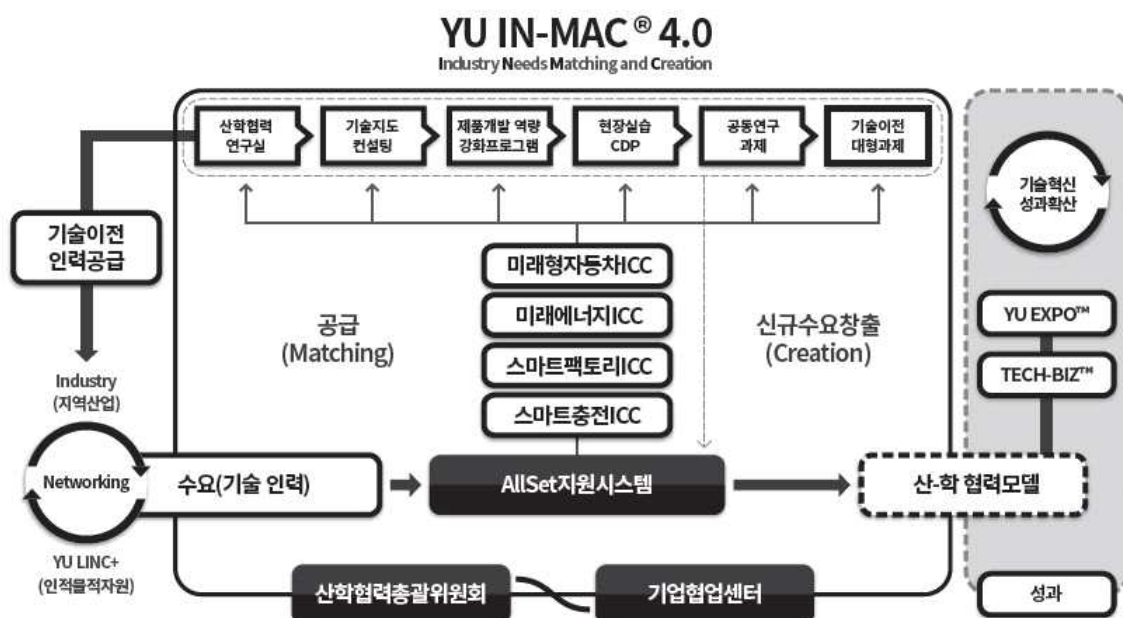 YU IN-MAC® 4.0
Industry Needs Matching and Creation
산학협력
연구실
기술지도
컨설팅
제품개발 역량
강화프로그램
현장실습
CDP
공동연구
과제
기술이전
대형과제
기술혁신
성과확산
기술이전
인력공급
미래형자동차ICC
미래에너지ICC
스마트팩토리ICC
스마트충전ICC
공급
(Matching)
신규수요창출
(Creation)
YU EXPO™
TECH-BIZ™
Industry
(지역산업)
Networking
수요(기술 인력)
AllSet지원시스템
산-학 협력모델
YU LINC+
(인적물적자원)
산학협력총괄위원회
기업협업센터
성과